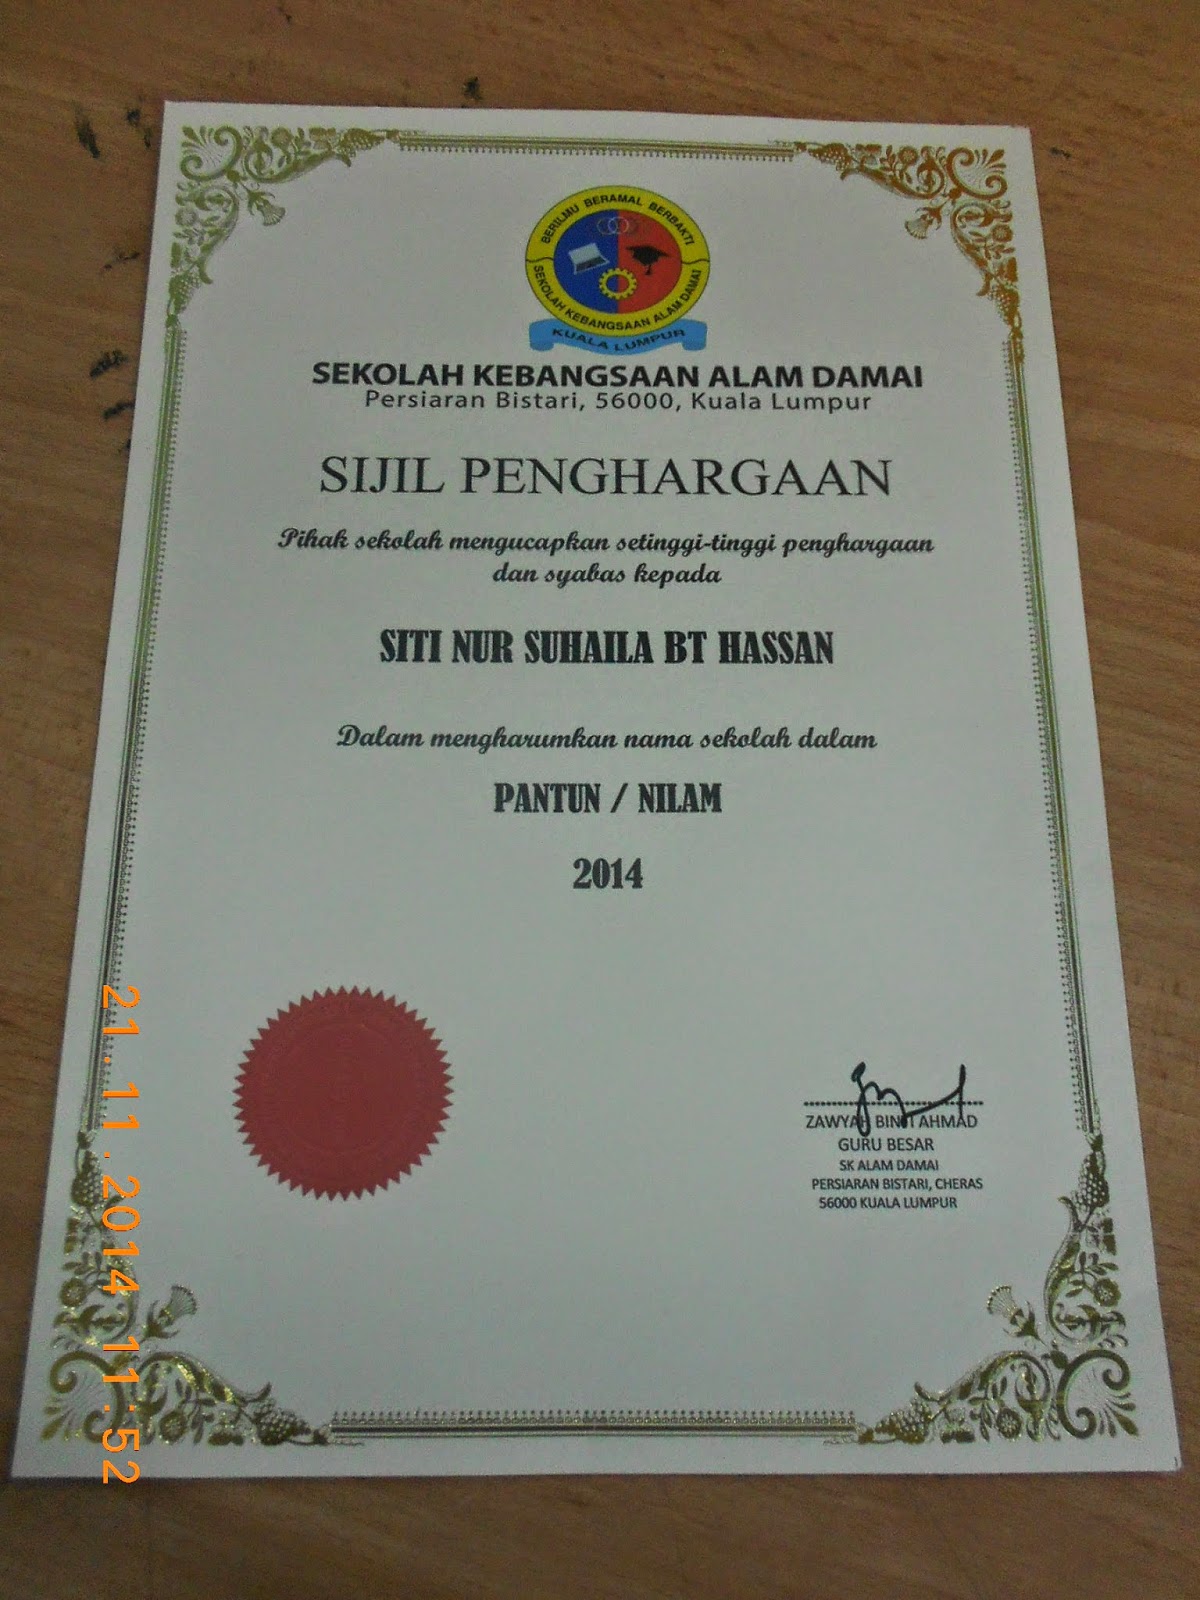 BERILMU BERAMAL BERBAKTI
SEKOLAH KEBANGSAAN ALAM DAMAI
KUALA LUMPUR
SEKOLAH KEBANGSAAN ALAM DAMAI
Persiaran Bistari, 56000, Kuala Lumpur
SIJIL PENGHARGAAN
Pihak sekolah mengucapkan setinggi-tinggi penghargaan
dan syabas kepada
SITI NUR SUHAILA BT HASSAN
Dalam mengharumkan nama sekolah dalam
PANTUN / NILAM
2014
ZAWYAH BINTI AHMAD
GURU BESAR
SK ALAM DAMAI
PERSIARAN BISTARI, CHERAS
56000 KUALA LUMPUR
21.11.2014 11:52